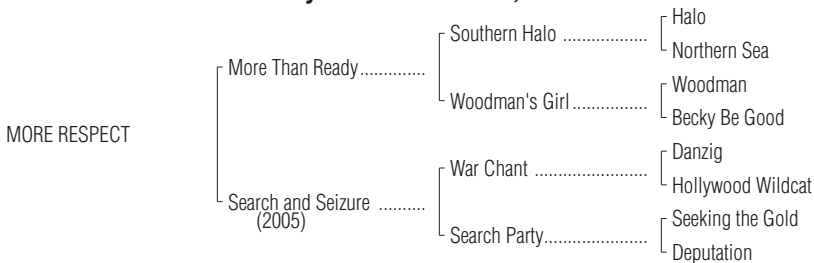 Halo
Southern Halo ..................
Northern Sea
More Than Ready..............
Woodman
Woodman's Girl................
Becky Be Good
MORE RESPECT
Danzig
War Chant ........................
Hollywood Wildcat
Search and Seizure ..........
(2005)
Seeking the Gold
Search Party......................
Deputation